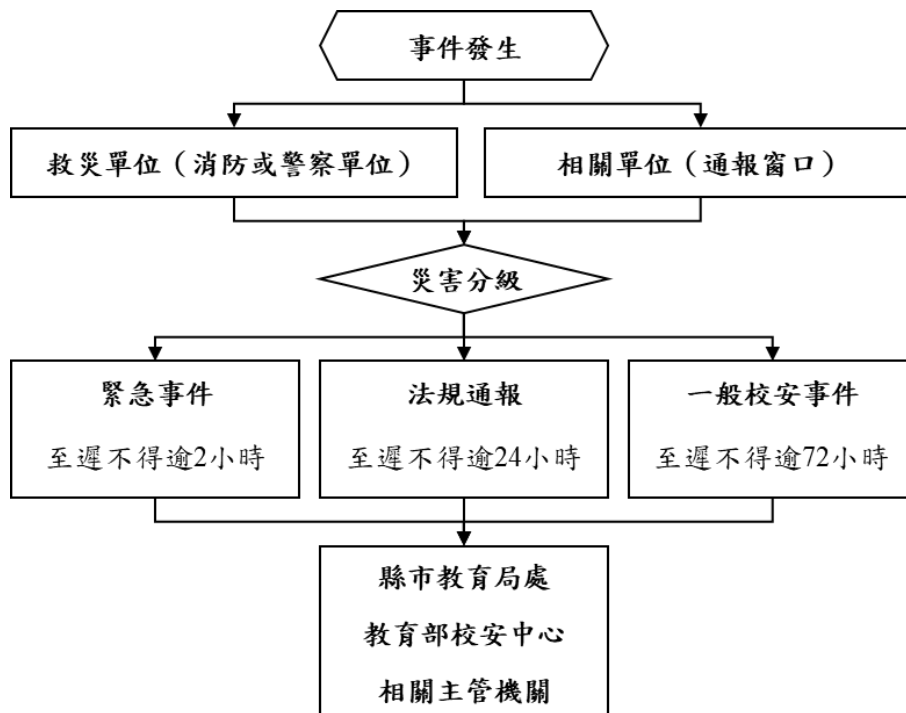 事件發生
救災單位（消防或警察單位）
相關單位（通報窗口）
災害分級
緊急事件
至遲不得逾2小時
法規通報
至遲不得逾24小時
一般校安事件
至遲不得逾72小時
縣市教育局處
教育部校安中心
相關主管機關